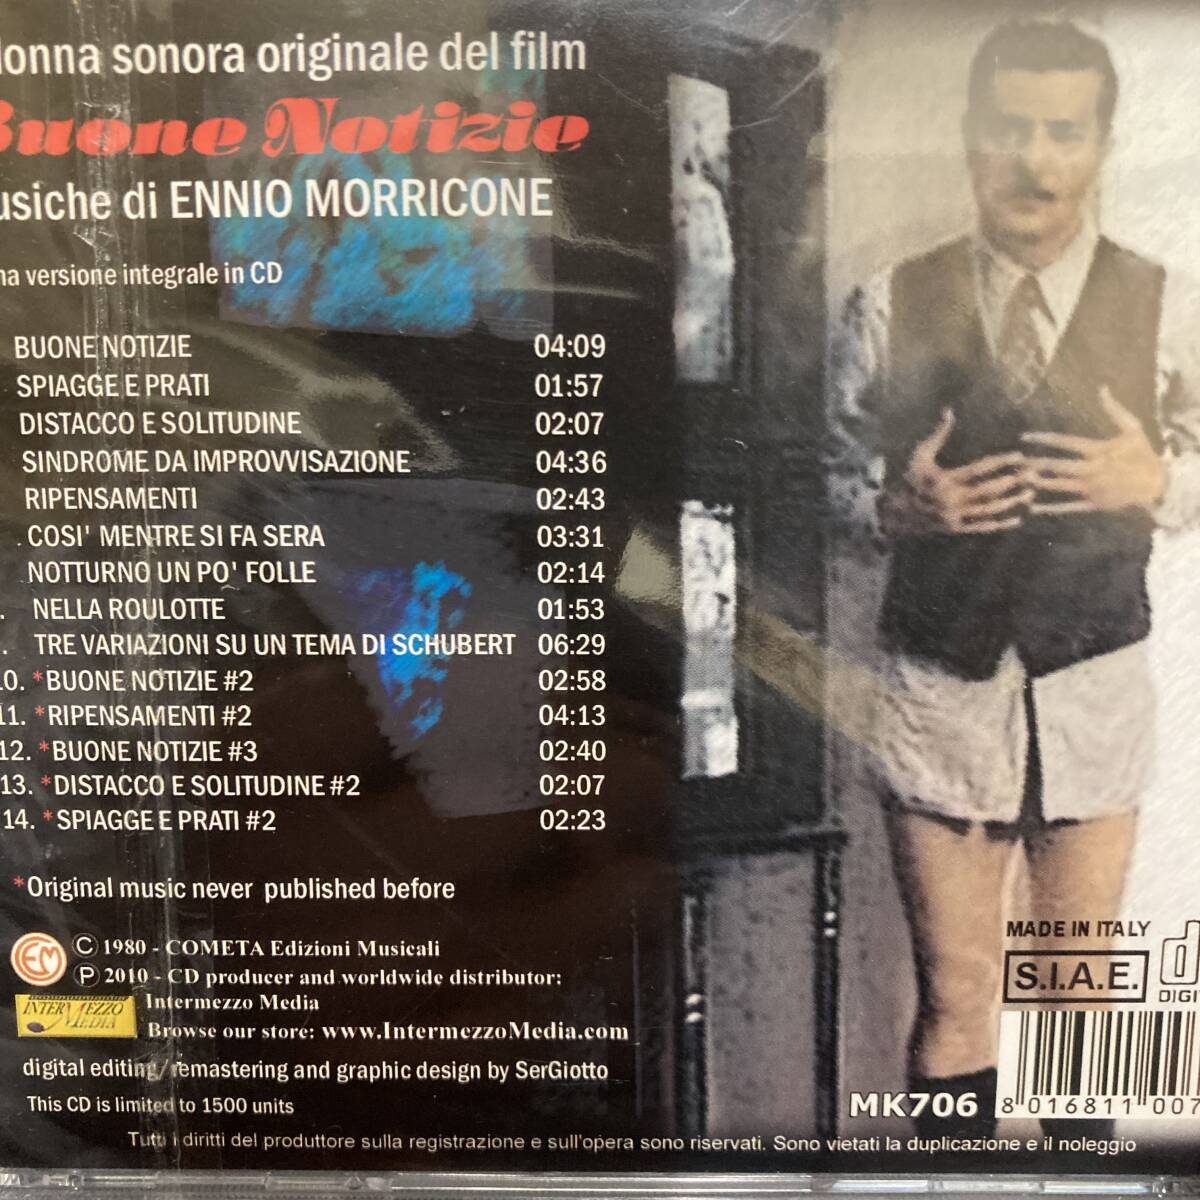 donna sonora originale del film
Buone Notizie
usiche di ENNIO MORRICONE
ma versione integrale in CD
BUONE NOTIZIE 04:09
SPIAGGE E PRATI 01:57
DISTACCO E SOLITUDINE 02:07
SINDROME DA IMPROVVISAZIONE 04:36
RIPENSAMENTI 02:43
. COSI' MENTRE SI FA SERA 03:31
NOTTURNO UN PO' FOLLE 02:14
. NELLA ROULOTTE 01:53
. TRE VARIAZIONI SU UN TEMA DI SCHUBERT 06:29
10. *BUONE NOTIZIE #2 02:58
11. *RIPENSAMENTI #2 04:13
12. *BUONE NOTIZIE #3 02:40
13. *DISTACCO E SOLITUDINE #2 02:07
14. *SPIAGGE E PRATI #2 02:23
*Original music never published before
CEM © 1980 - COMETA Edizioni Musicali
℗ 2010 - CD producer and worldwide distributor:
INTERMEZZO MEDIA Intermezzo Media
Browse our store: www.IntermezzoMedia.com
digital editing/remastering and graphic design by SerGiotto
This CD is limited to 1500 units
MADE IN ITALY
S.I.A.E.
DIGI
MK706
8 016811 007
Tutti i diritti del produttore sulla registrazione e sull'opera sono riservati. Sono vietati la duplicazione e il noleggio